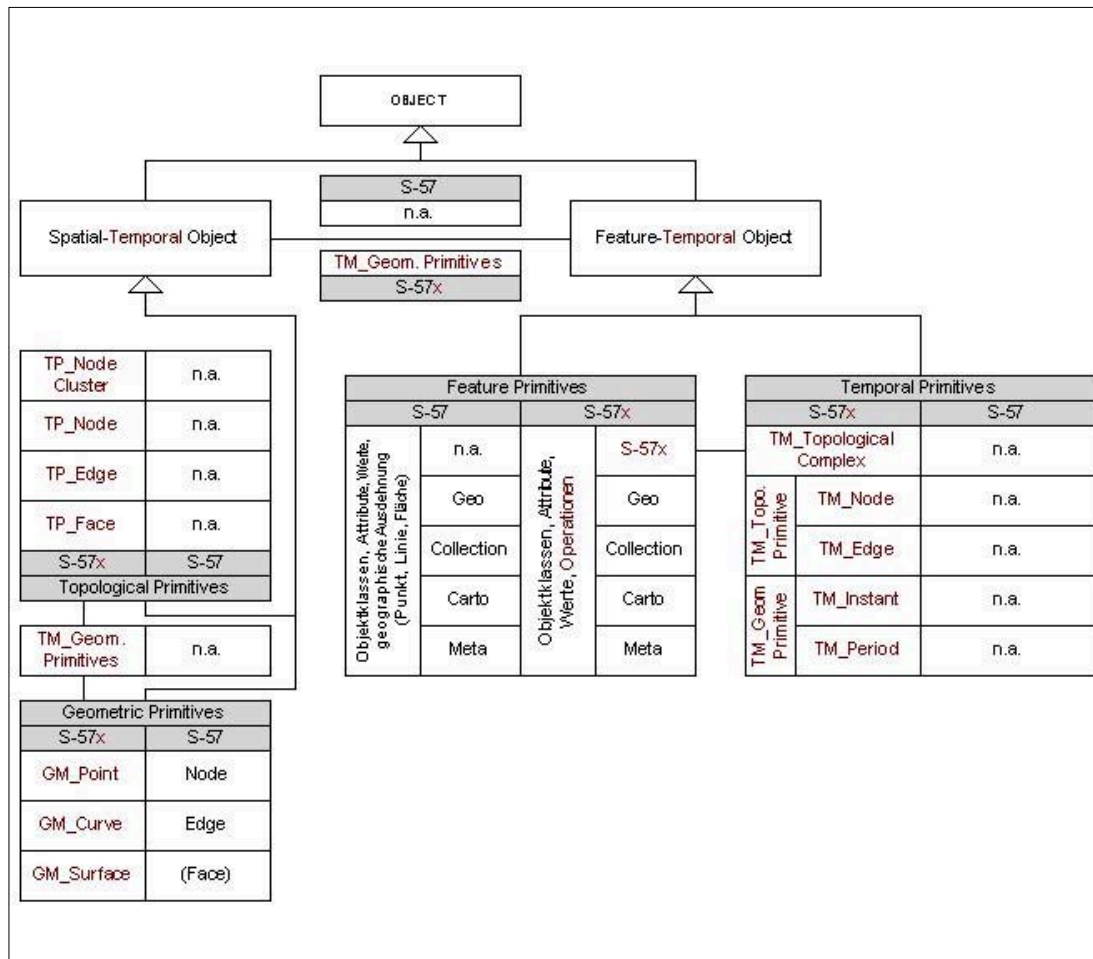 OBJECT
S-57
n.a.
Spatial-Temporal Object
Feature-Temporal Object
TM_Geom. Primitives
S-57x
TP_Node
Cluster
n.a.
TP_Node
n.a.
TP_Edge
n.a.
TP_Face
n.a.
S-57x
S-57
Topological Primitives
TM_Geom.
Primitives
n.a.
Geometric Primitives
S-57x
S-57
GM_Point
Node
GM_Curve
Edge
GM_Surface
(Face)
Feature Primitives
S-57
S-57x
Objektklassen, Attribute, Werte,
geographische Ausdehnung
(Punkt, Linie, Fläche)
n.a.
Geo
Collection
Carto
Meta
Objektklassen, Attribute,
Werte, Operationen
S-57x
Geo
Collection
Carto
Meta
Temporal Primitives
S-57x
S-57
TM_Topological
Complex
n.a.
TM_Topo.
Primitive
TM_Node
n.a.
TM_Edge
n.a.
TM_Geom
Primitive
TM_Instant
n.a.
TM_Period
n.a.